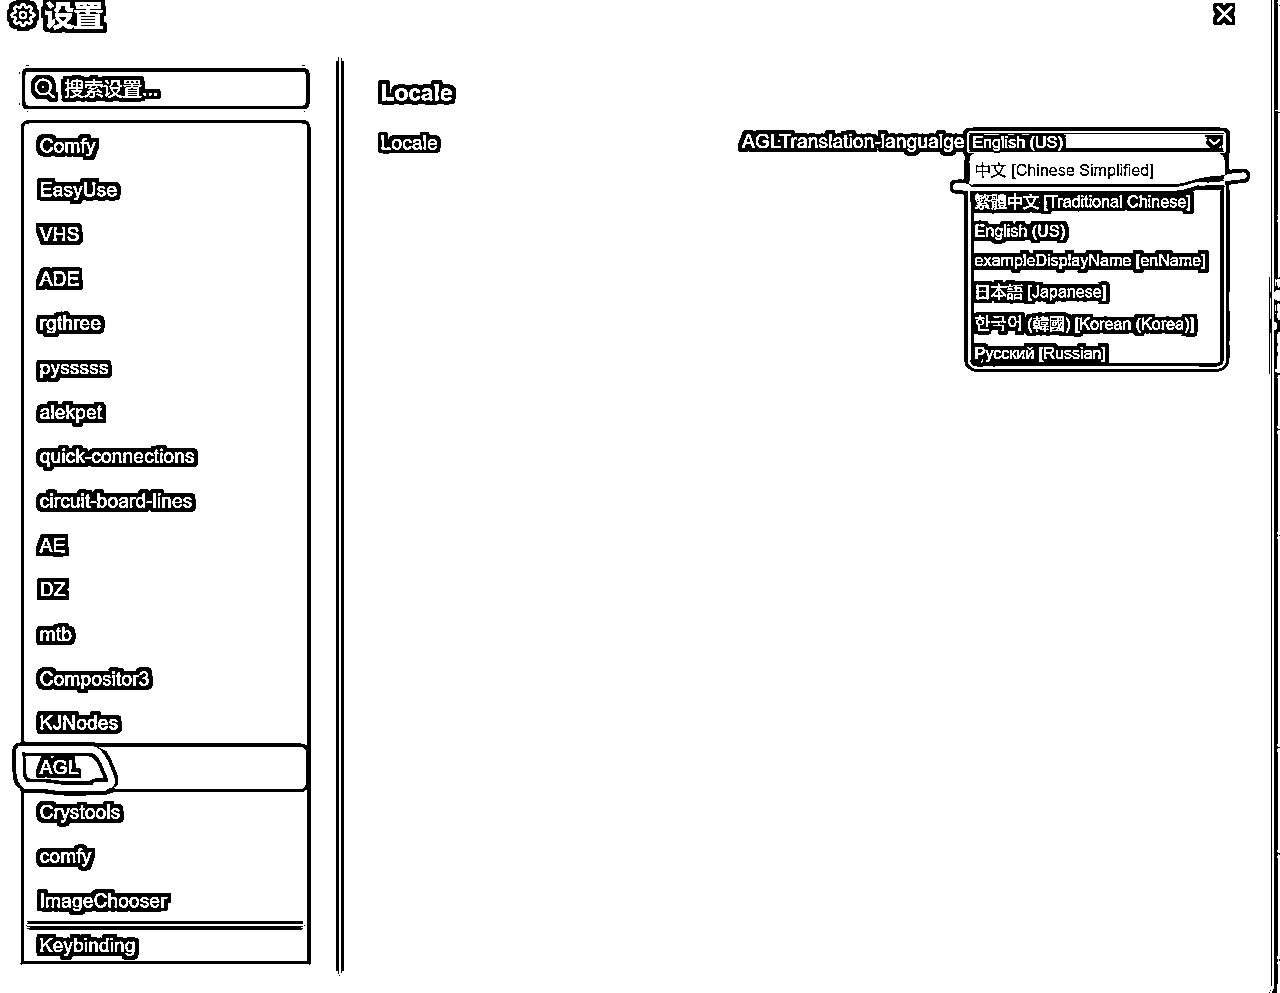 设置
搜索设置...
Comfy
EasyUse
VHS
ADE
rgthree
pysssss
alekpet
quick-connections
circuit-board-lines
AE
DZ
mtb
Compositor3
KJNodes
AGL
Crystools
comfy
ImageChooser
Keybinding
Locale
Locale
AGLTranslation-langualge
English (US)
中文 [Chinese Simplified]
繁體中文 [Traditional Chinese]
English (US)
exampleDisplayName [enName]
日本語 [Japanese]
한국어 (韓國) [Korean (Korea)]
Русский [Russian]